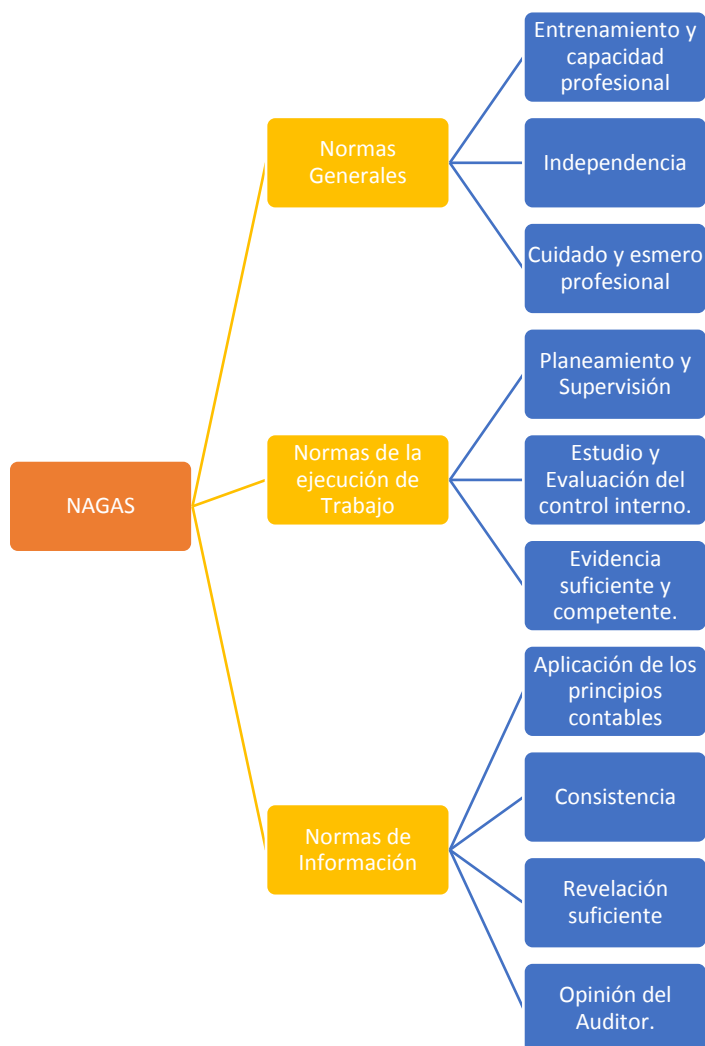 NAGAS
Normas
Generales
Entrenamiento y
capacidad
profesional
Independencia
Cuidado y esmero
profesional
Normas de la
ejecución de
Trabajo
Planeamiento y
Supervisión
Estudio y
Evaluación del
control interno.
Evidencia
suficiente y
competente.
Normas de
Información
Aplicación de los
principios
contables
Consistencia
Revelación
suficiente
Opinión del
Auditor.